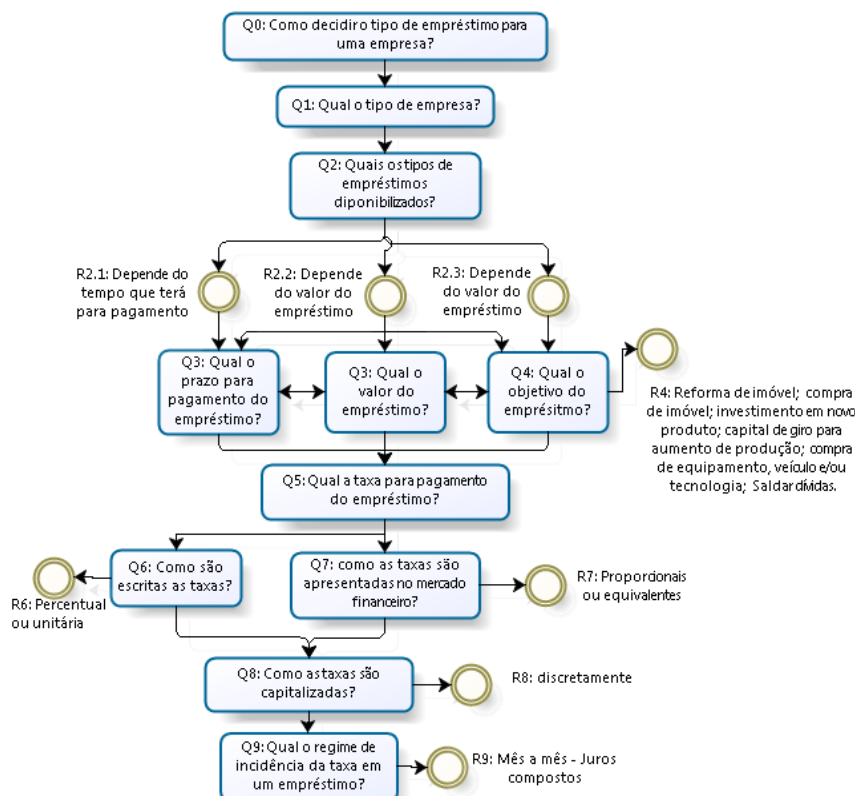 Q0: Como decidir o tipo de empréstimo para
uma empresa?
Q1: Qual o tipo de empresa?
Q2: Quais os tipos de
empréstimos
diponibilizados?
R2.1: Depende do
tempo que terá
para pagamento
R2.2: Depende
do valor do
empréstimo
R2.3: Depende
do valor do
empréstimo
Q3: Qual o
prazo para
pagamento do
empréstimo?
Q3: Qual o
valor do
empréstimo?
Q4: Qual o
objetivo do
emprésitmo?
R4: Reforma de imóvel; compra
de imóvel; investimento em novo
produto; capital de giro para
aumento de produção; compra
de equipamento, veículo e/ou
tecnologia; Saldar dívidas.
Q5: Qual a taxa para pagamento
do empréstimo?
Q6: Como são
escritas as taxas?
R6: Percentual
ou unitária
Q7: como as taxas são
apresentadas no mercado
financeiro?
R7: Proporcionais
ou equivalentes
Q8: Como as taxas são
capitalizadas?
R8: discretamente
Q9: Qual o regime de
incidência da taxa em
um empréstimo?
R9: Mês a mês - Juros
compostos